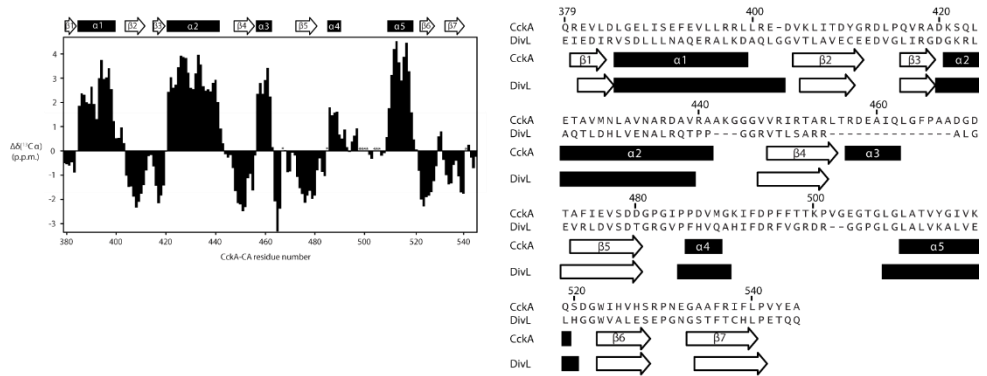 β1 α1 β2 β3 α2 β4 α3 β5 α4 α5 β6 β7
4
3
2
1
0
-1
-2
-3
Δδ(¹³Cα)
(p.p.m.)
380 400 420 440 460 480 500 520 540
CckA-CA residue number
379 400 420
CckA QREVLDLGELISEFEVLLRRLLRE-DVKLITDYGRDLPQVRADKSQL
DivL EIEDIRVSDLLLNAQERALKDAQLGGVTLAVECEEDVGLIRGDGKRL
CckA β1 α1 β2 β3 α2
DivL
440 460
CckA ETAVMNLAVNARDAVRAAKGGGVVRIRTARLTRDEAIQLGFPAADGD
DivL AQTLDHLVENALRQTPP---GGRVTLSARR--------------ALG
CckA α2 β4 α3
DivL
480 500
CckA TAFIEVSDDGPGIPPDVMGKIFDPFFTTKPVGEGTGLGLATVYGIVK
DivL EVRLDVSDTGRGVPFHVQAHIFDRFVGRDR--GGPGLGLALVKALVE
CckA β5 α4 α5
DivL
520 540
CckA QSDGWIHVHSRPNEGAAFRIFLPVYEA
DivL LHGGWVALESEPGNGSTFTCHLPETQQ
CckA β6 β7
DivL